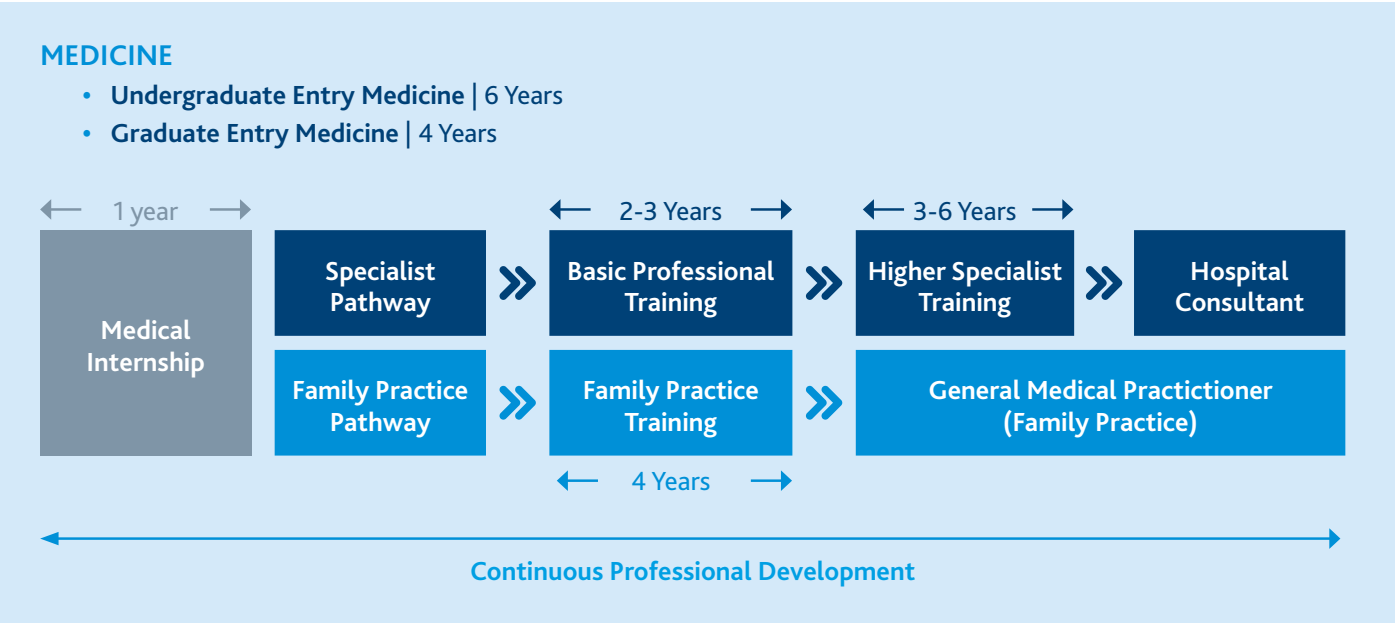 MEDICINE
• Undergraduate Entry Medicine | 6 Years
• Graduate Entry Medicine | 4 Years
1 year
2-3 Years
3-6 Years
Medical
Internship
Specialist
Pathway
Basic Professional
Training
Higher Specialist
Training
Hospital
Consultant
Family Practice
Pathway
Family Practice
Training
General Medical Practictioner
(Family Practice)
4 Years
Continuous Professional Development